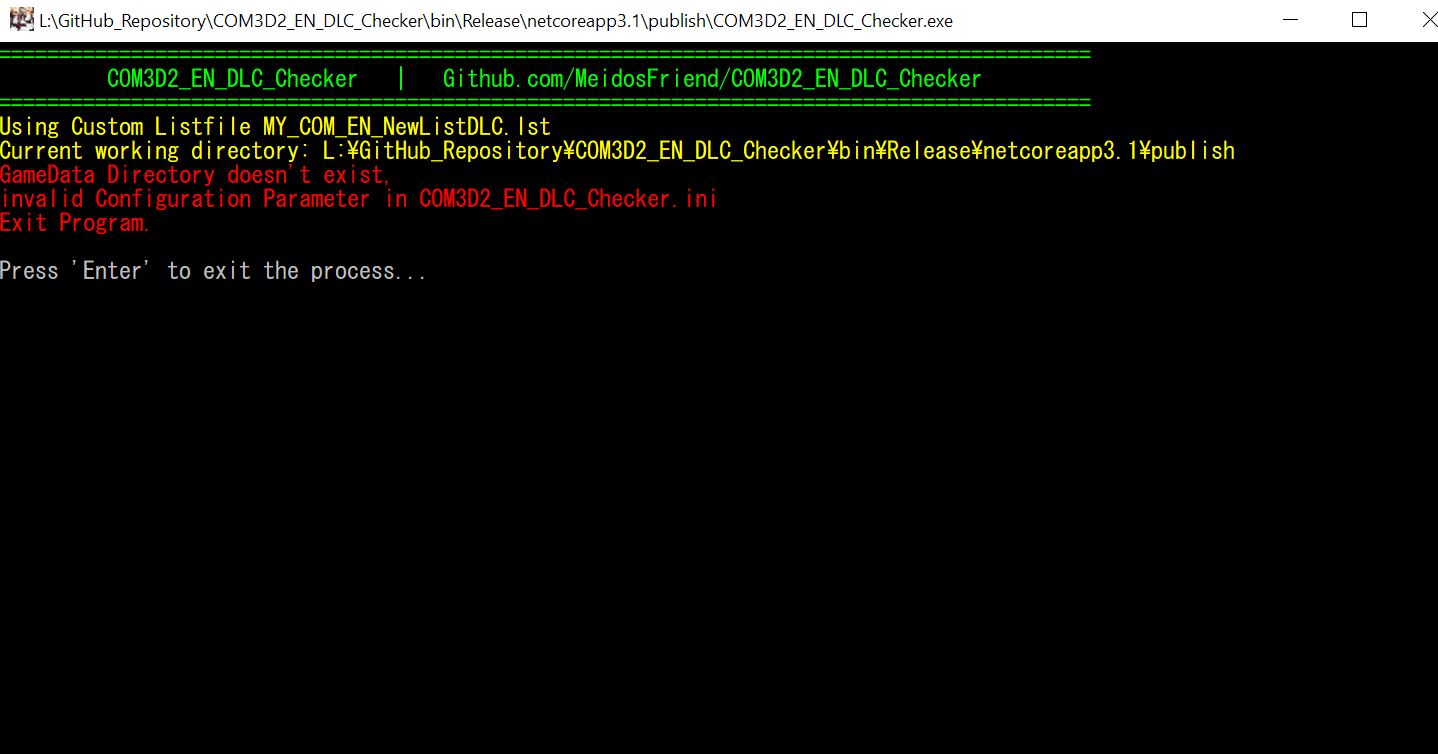 L:\GitHub_Repository\COM3D2_EN_DLC_Checker\bin\Release\netcoreapp3.1\publish\COM3D2_EN_DLC_Checker.exe
===========================================================================================
COM3D2_EN_DLC_Checker | Github.com/MeidosFriend/COM3D2_EN_DLC_Checker
===========================================================================================
Using Custom Listfile MY_COM_EN_NewListDLC.lst
Current working directory: L:¥GitHub_Repository¥COM3D2_EN_DLC_Checker¥bin¥Release¥netcoreapp3.1¥publish
GameData Directory doesn't exist,
invalid Configuration Parameter in COM3D2_EN_DLC_Checker.ini
Exit Program.
Press 'Enter' to exit the process...